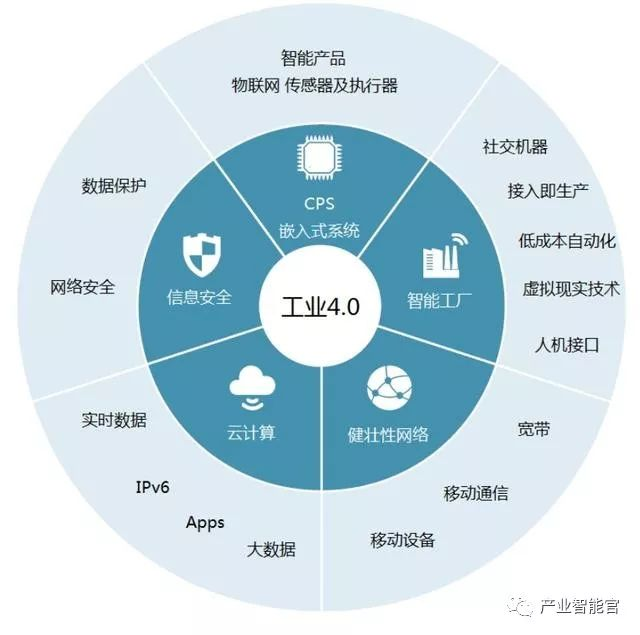 智能产品
物联网 传感器及执行器
社交机器
接入即生产
低成本自动化
虚拟现实技术
人机接口
数据保护
网络安全
CPS
嵌入式系统
信息安全
智能工厂
工业4.0
云计算
健壮性网络
实时数据
IPv6
Apps
大数据
宽带
移动通信
移动设备
产业智能官